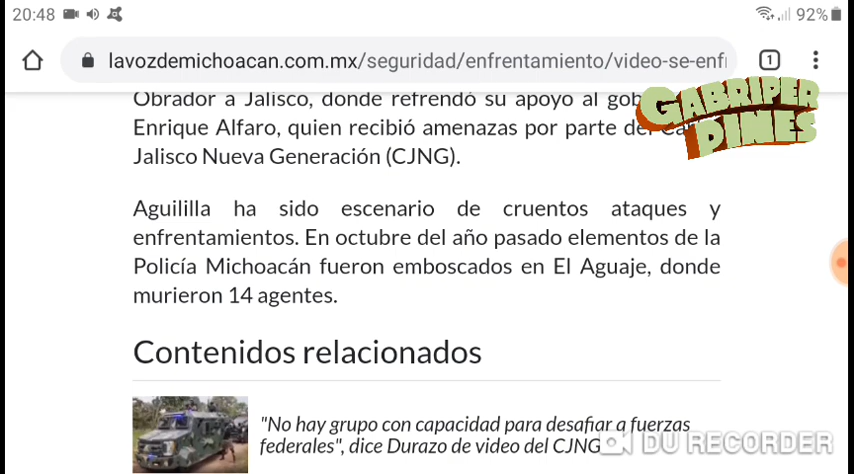 20:48
92%
lavozdemichoacan.com.mx/seguridad/enfrentamiento/video-se-enf
1
GABRIPER
PINES
Obrador a Jalisco, donde refrendó su apoyo al
Enrique Alfaro, quien recibió amenazas por parte del
Jalisco Nueva Generación (CJNG).
Aguililla ha sido escenario de cruentos ataques y
enfrentamientos. En octubre del año pasado elementos de la
Policía Michoacán fueron emboscados en El Aguaje, donde
murieron 14 agentes.
Contenidos relacionados
"No hay grupo con capacidad para desafiar a fuerzas
federales", dice Durazo de video del CJNG
DU RECORDER